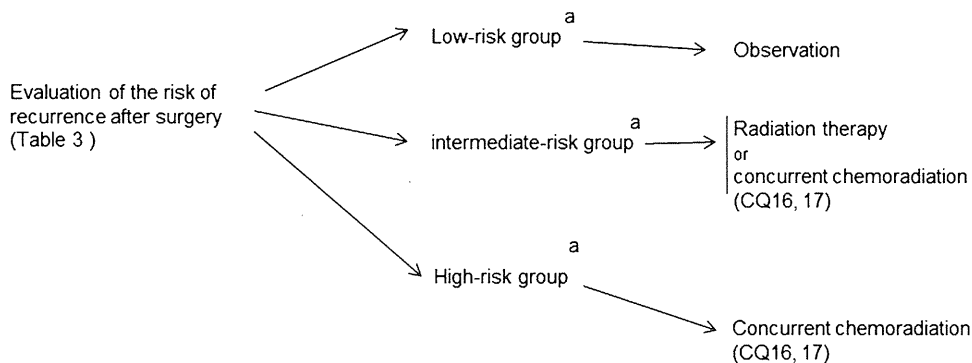 a
Low-risk group
Observation
Evaluation of the risk of
recurrence after surgery
(Table 3 )
a
intermediate-risk group
Radiation therapy
or
concurrent chemoradiation
(CQ16, 17)
a
High-risk group
Concurrent chemoradiation
(CQ16, 17)